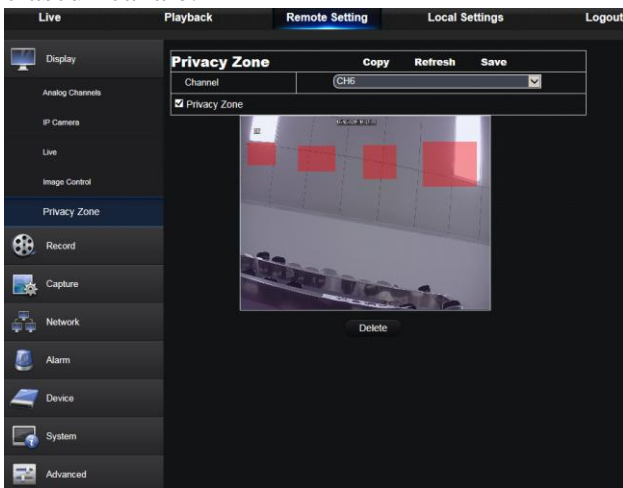 Live Playback Remote Setting Local Settings Logout
Display
Privacy Zone Copy Refresh Save
Channel CH6
Analog Channels
Privacy Zone
IP Camera
Live
Image Control
Privacy Zone
Record
Capture
Network
Delete
Alarm
Device
System
Advanced